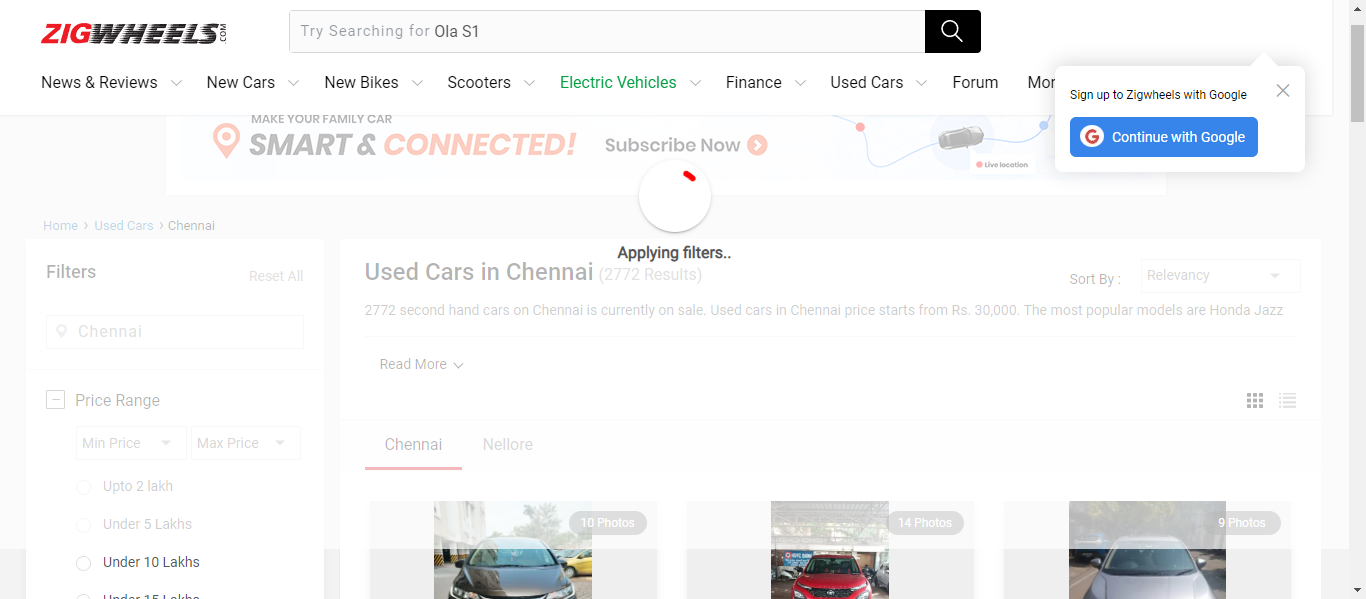 ZIGWHEELS.COM
Try Searching for Ola S1
News & Reviews
New Cars
New Bikes
Scooters
Electric Vehicles
Finance
Used Cars
Forum
Sign up to Zigwheels with Google
Continue with Google
MAKE YOUR FAMILY CAR
SMART & CONNECTED!
Subscribe Now
Live location
Applying filters..
Home › Used Cars › Chennai
Filters
Reset All
Chennai
Price Range
Min Price
Max Price
Upto 2 lakh
Under 5 Lakhs
Under 10 Lakhs
Under 15 Lakhs
Used Cars in Chennai (2772 Results)
Sort By :
Relevancy
2772 second hand cars on Chennai is currently on sale. Used cars in Chennai price starts from Rs. 30,000. The most popular models are Honda Jazz
Read More
Chennai
Nellore
10 Photos
14 Photos
9 Photos